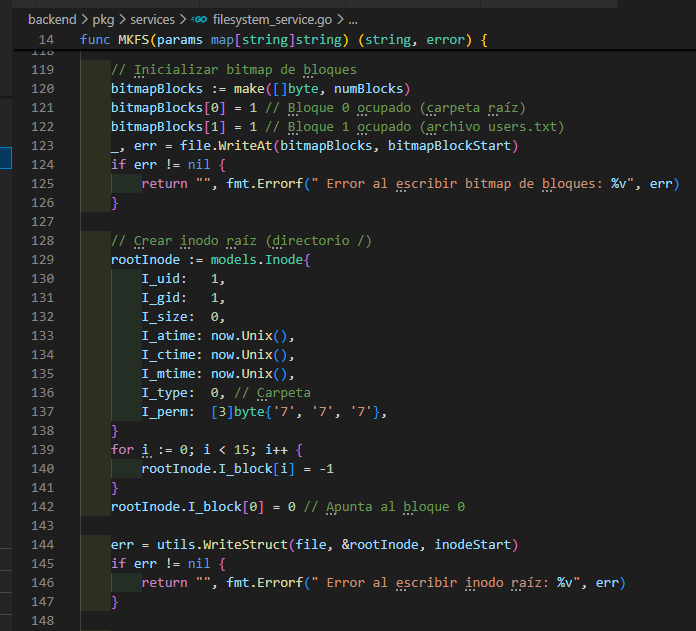 backend > pkg > services > GO filesystem_service.go > ...
14 func MKFS(params map[string]string) (string, error) {
118
119 // Inicializar bitmap de bloques
120 bitmapBlocks := make([]byte, numBlocks)
121 bitmapBlocks[0] = 1 // Bloque 0 ocupado (carpeta raíz)
122 bitmapBlocks[1] = 1 // Bloque 1 ocupado (archivo users.txt)
123 _, err = file.WriteAt(bitmapBlocks, bitmapBlockStart)
124 if err != nil {
125 return "", fmt.Errorf(" Error al escribir bitmap de bloques: %v", err)
126 }
127
128 // Crear inodo raíz (directorio /)
129 rootInode := models.Inode{
130 I_uid: 1,
131 I_gid: 1,
132 I_size: 0,
133 I_atime: now.Unix(),
134 I_ctime: now.Unix(),
135 I_mtime: now.Unix(),
136 I_type: 0, // Carpeta
137 I_perm: [3]byte{'7', '7', '7'},
138 }
139 for i := 0; i < 15; i++ {
140 rootInode.I_block[i] = -1
141 }
142 rootInode.I_block[0] = 0 // Apunta al bloque 0
143
144 err = utils.WriteStruct(file, &rootInode, inodeStart)
145 if err != nil {
146 return "", fmt.Errorf(" Error al escribir inodo raíz: %v", err)
147 }
148